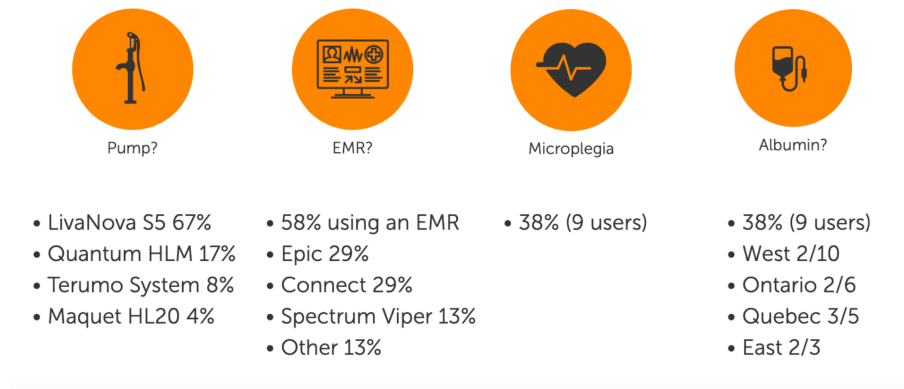 Pump?
EMR?
Microplegia
Albumin?
• LivaNova S5 67%
• Quantum HLM 17%
• Terumo System 8%
• Maquet HL20 4%
• 58% using an EMR
• Epic 29%
• Connect 29%
• Spectrum Viper 13%
• Other 13%
• 38% (9 users)
• 38% (9 users)
• West 2/10
• Ontario 2/6
• Quebec 3/5
• East 2/3